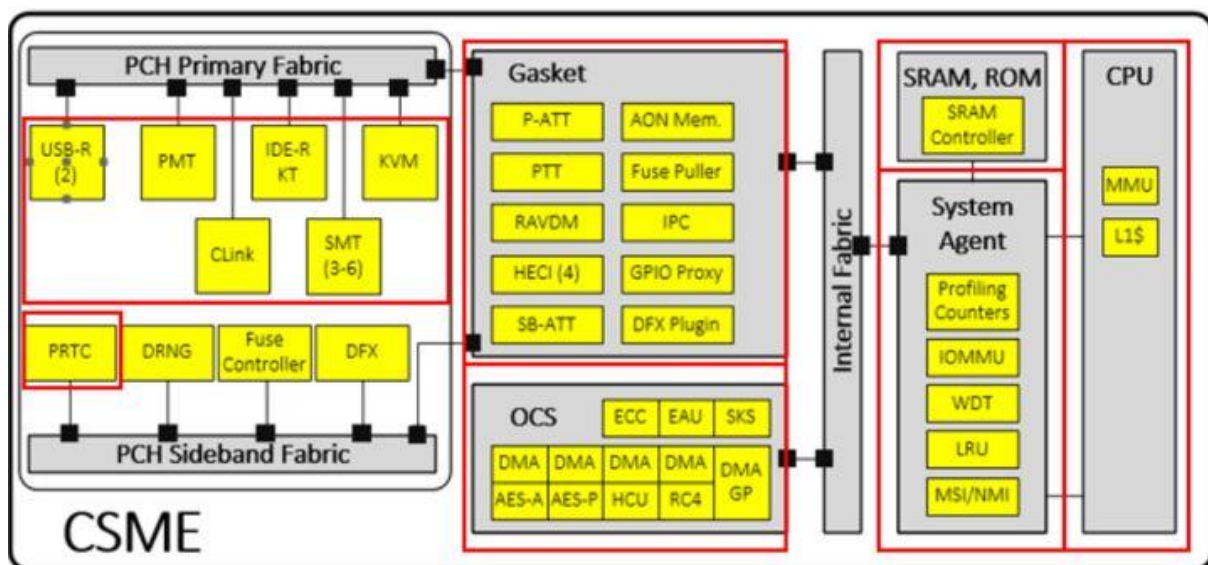 PCH Primary Fabric
USB-R
(2)
PMT
IDE-R
KT
KVM
CLink
SMT
(3-6)
PRTC
DRNG
Fuse
Controller
DFX
PCH Sideband Fabric
CSME
Gasket
P-ATT
AON Mem.
PTT
Fuse Puller
RAVDM
IPC
HECI (4)
GPIO Proxy
SB-ATT
DFX Plugin
OCS
ECC
EAU
SKS
DMA
DMA
DMA
DMA
DMA
GP
AES-A
AES-P
HCU
RC4
Internal Fabric
SRAM, ROM
SRAM
Controller
System
Agent
Profiling
Counters
IOMMU
WDT
LRU
MSI/NMI
CPU
MMU
L1$